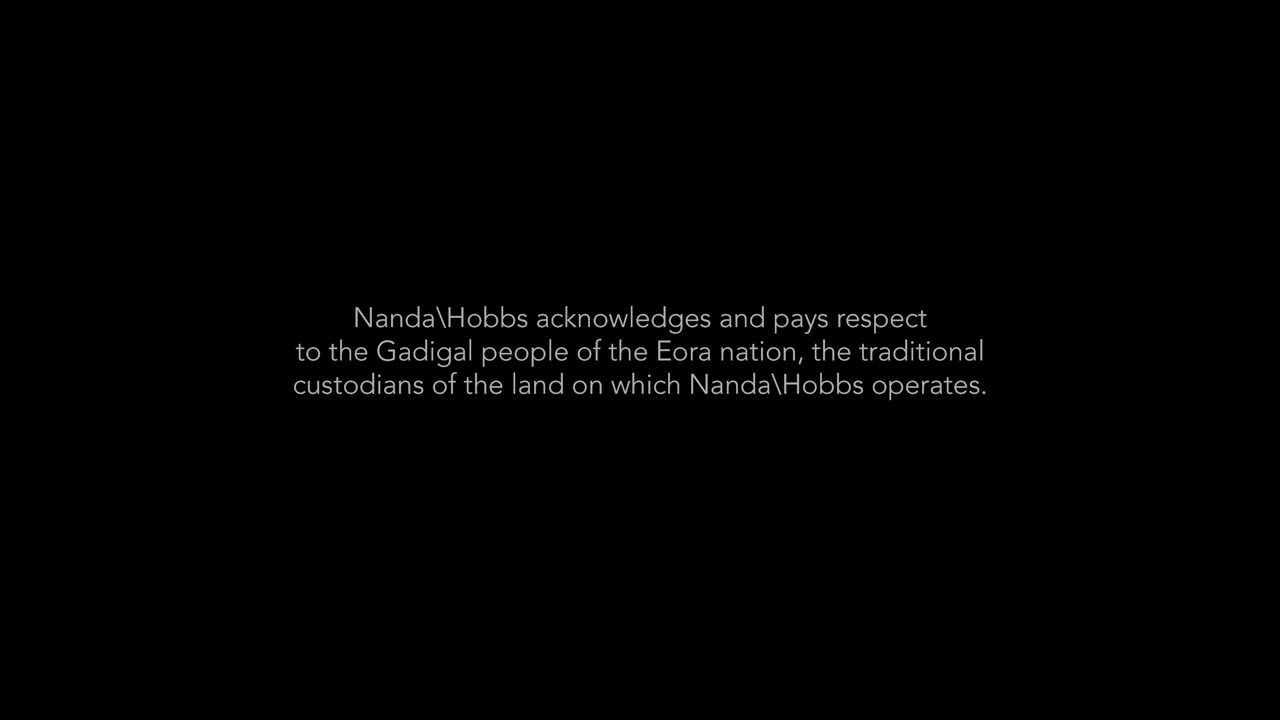 Nanda\Hobbs acknowledges and pays respect
to the Gadigal people of the Eora nation, the traditional
custodians of the land on which Nanda\Hobbs operates.